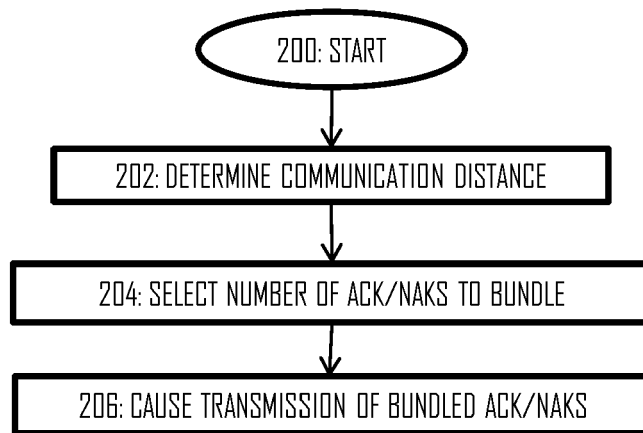 200: START
202: DETERMINE COMMUNICATION DISTANCE
204: SELECT NUMBER OF ACK/NAKS TO BUNDLE
206: CAUSE TRANSMISSION OF BUNDLED ACK/NAKS